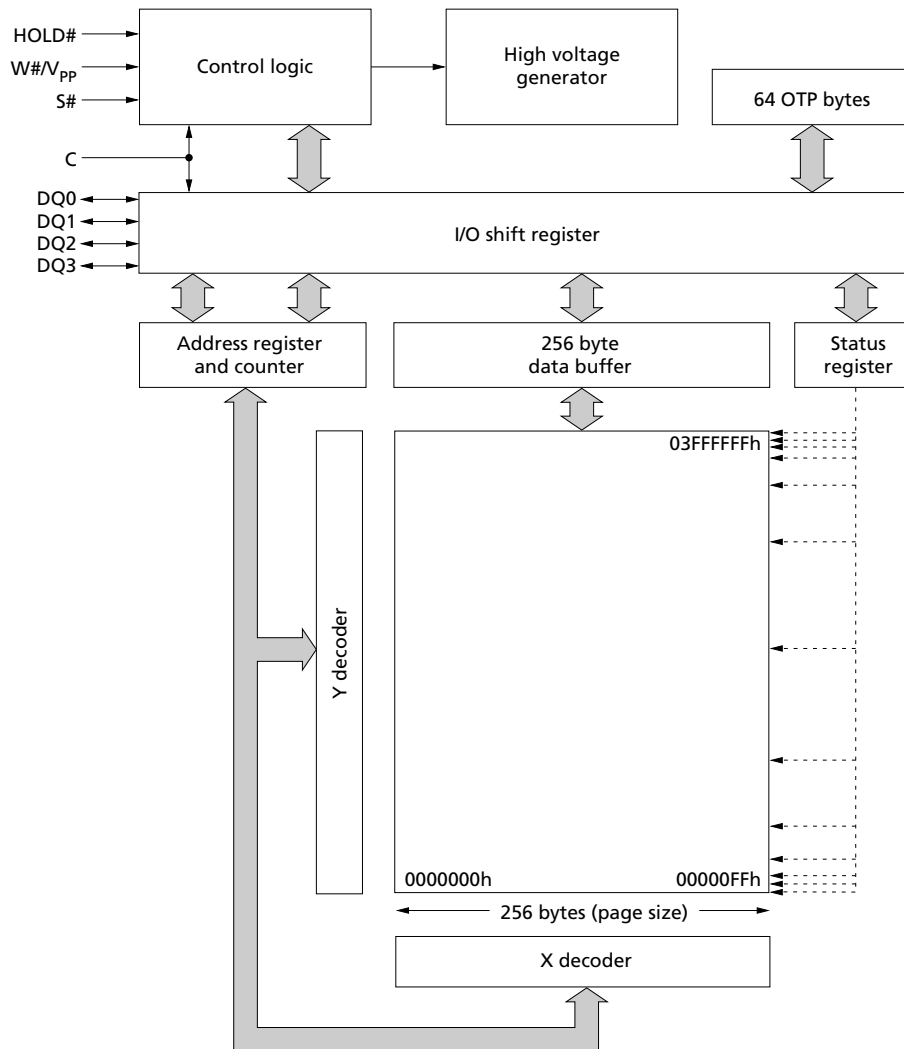 HOLD#
W#/VPP
S#
Control logic
High voltage
generator
64 OTP bytes
C
DQ0
DQ1
DQ2
DQ3
I/O shift register
Address register
and counter
256 byte
data buffer
Status
register
03FFFFFFh
Y decoder
0000000h
00000FFh
256 bytes (page size)
X decoder